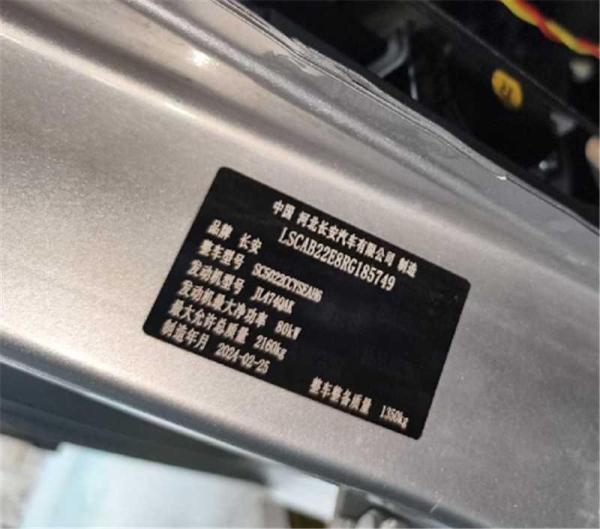 中国 河北长安汽车有限公司 制造
LSCAB22E8RG185749
品牌 长安
整车型号 SC5022CCYSEAH6
发动机型号 JL474QAK
发动机最大净功率 80kW
最大允许总质量 2160kg
制造年月 2024-02-25 整车整备质量 1350kg